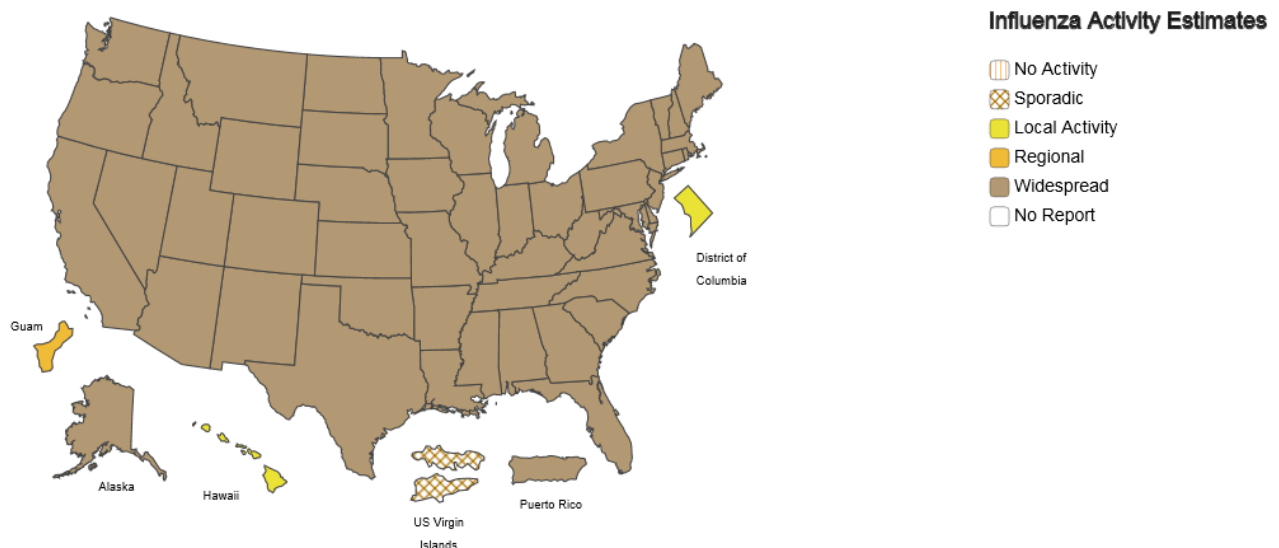 Influenza Activity Estimates
No Activity
Sporadic
Local Activity
Regional
Widespread
No Report
District of
Columbia
Guam
Alaska
Hawaii
US Virgin
Islands
Puerto Rico